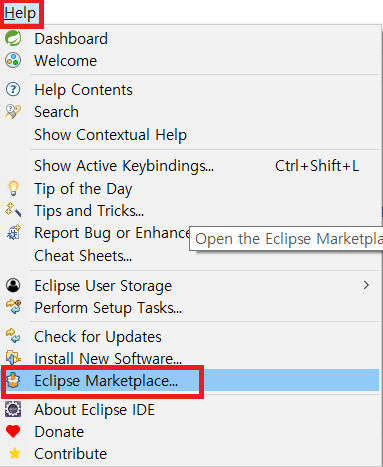 Help
Dashboard
Welcome
Help Contents
Search
Show Contextual Help
Show Active Keybindings... Ctrl+Shift+L
Tip of the Day
Tips and Tricks...
Report Bug or Enhance
Open the Eclipse Marketpla
Cheat Sheets...
Eclipse User Storage
Perform Setup Tasks...
Check for Updates
Install New Software...
Eclipse Marketplace...
About Eclipse IDE
Donate
Contribute